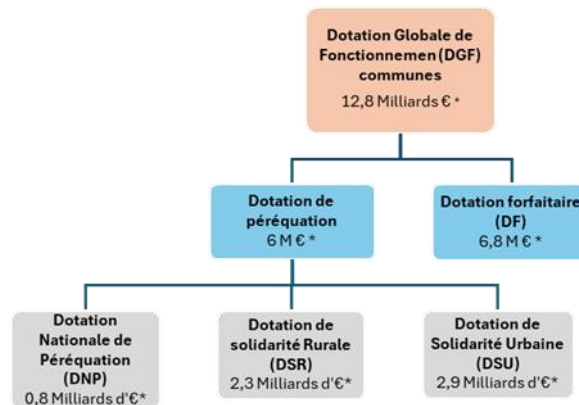 Dotation Globale de
Fonctionnemen (DGF)
communes
12,8 Milliards € *
Dotation de
péréquation
6 M € *
Dotation forfaitaire
(DF)
6,8 M € *
Dotation
Nationale de
Péréquation
(DNP)
0,8 Milliards d'€*
Dotation de
solidarité Rurale
(DSR)
2,3 Milliards d'€*
Dotation de
Solidarité Urbaine
(DSU)
2,9 Milliards d'€*